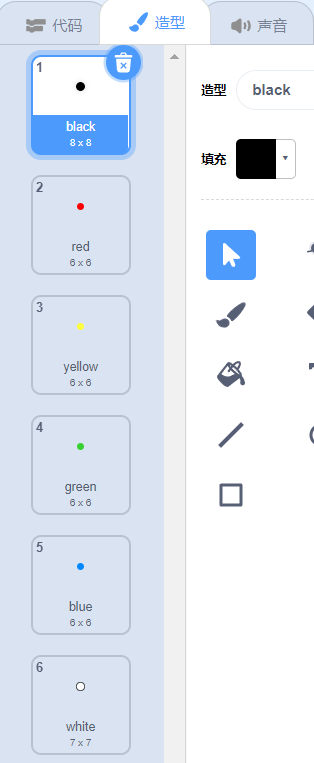 代码
造型
声音
1
black
8 x 8
2
red
6 x 6
3
yellow
6 x 6
4
green
6 x 6
5
blue
6 x 6
6
white
7 x 7
造型
black
填充